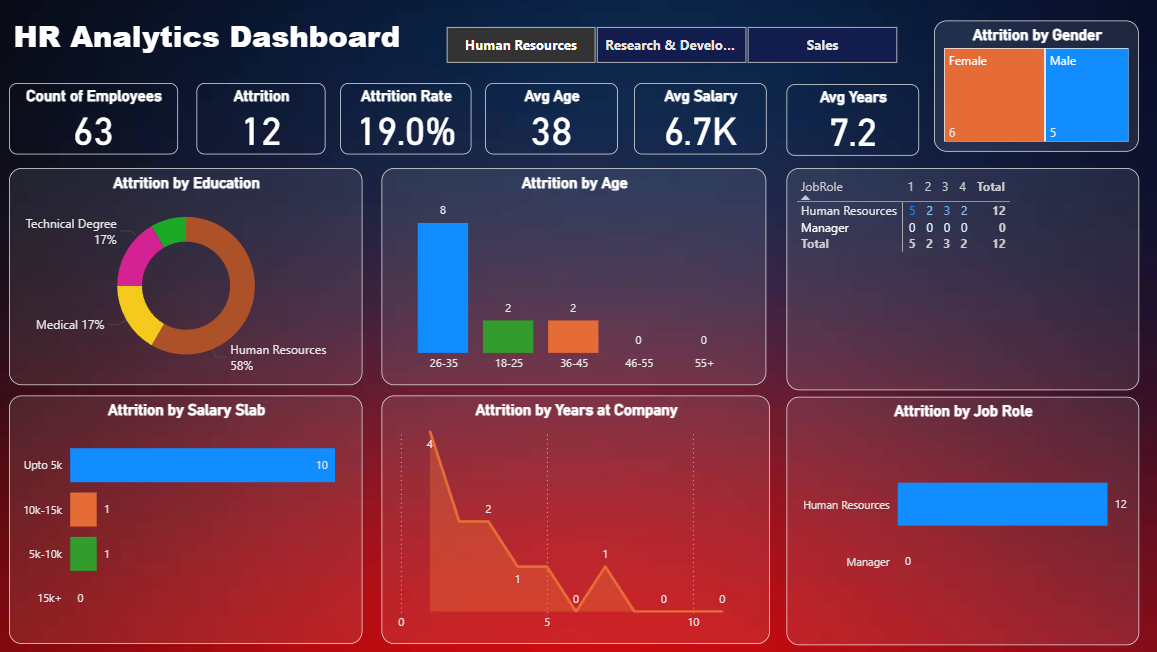 HR Analytics Dashboard
Human Resources
Research & Develo...
Sales
Attrition by Gender
Female
Male
6
5
Count of Employees
63
Attrition
12
Attrition Rate
19.0%
Avg Age
38
Avg Salary
6.7K
Avg Years
7.2
Attrition by Education
Technical Degree
17%
Medical 17%
Human Resources
58%
Attrition by Age
8
2
2
0
0
26-35 18-25 36-45 46-55 55+
JobRole 1 2 3 4 Total
Human Resources 5 2 3 2 12
Manager 0 0 0 0 0
Total 5 2 3 2 12
Attrition by Salary Slab
Upto 5k 10
10k-15k 1
5k-10k 1
15k+ 0
Attrition by Years at Company
4
2
1
0
1
0
0
0 5 10
Attrition by Job Role
Human Resources 12
Manager 0